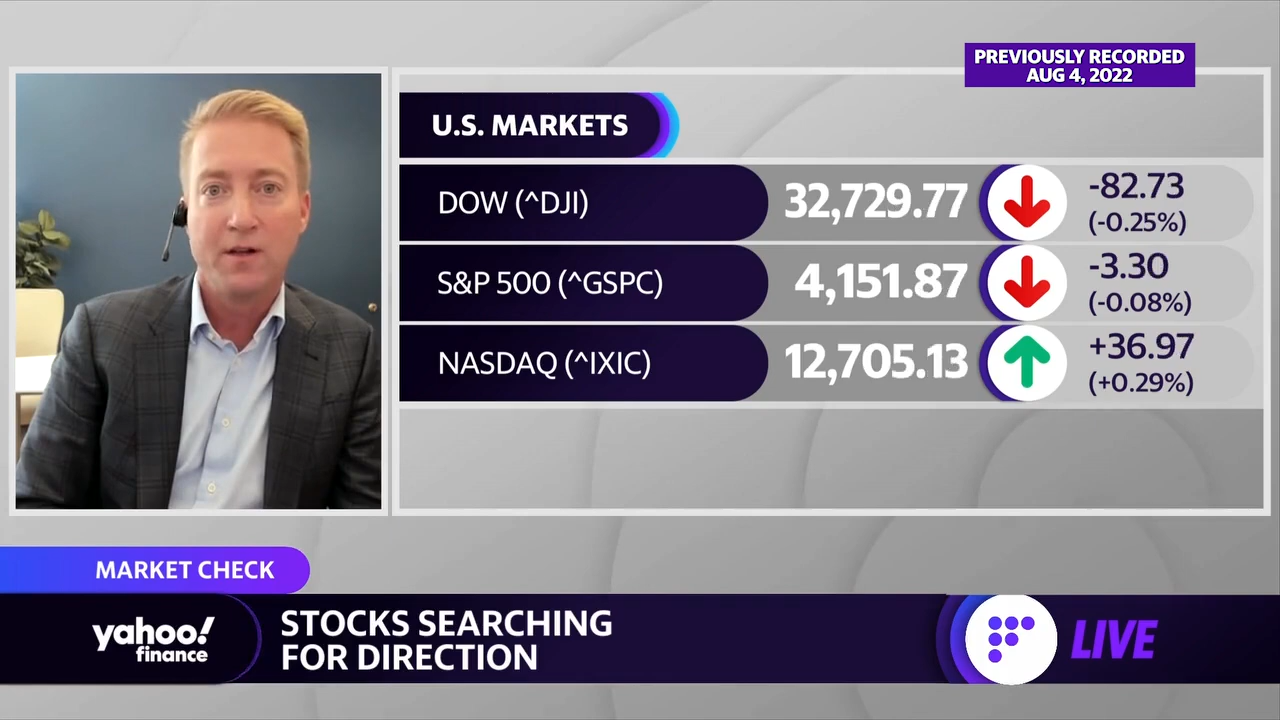 PREVIOUSLY RECORDED
AUG 4, 2022
U.S. MARKETS
DOW (^DJI) 32,729.77 -82.73
(-0.25%)
S&P 500 (^GSPC) 4,151.87 -3.30
(-0.08%)
NASDAQ (^IXIC) 12,705.13 +36.97
(+0.29%)
MARKET CHECK
yahoo!
finance
STOCKS SEARCHING
FOR DIRECTION
LIVE